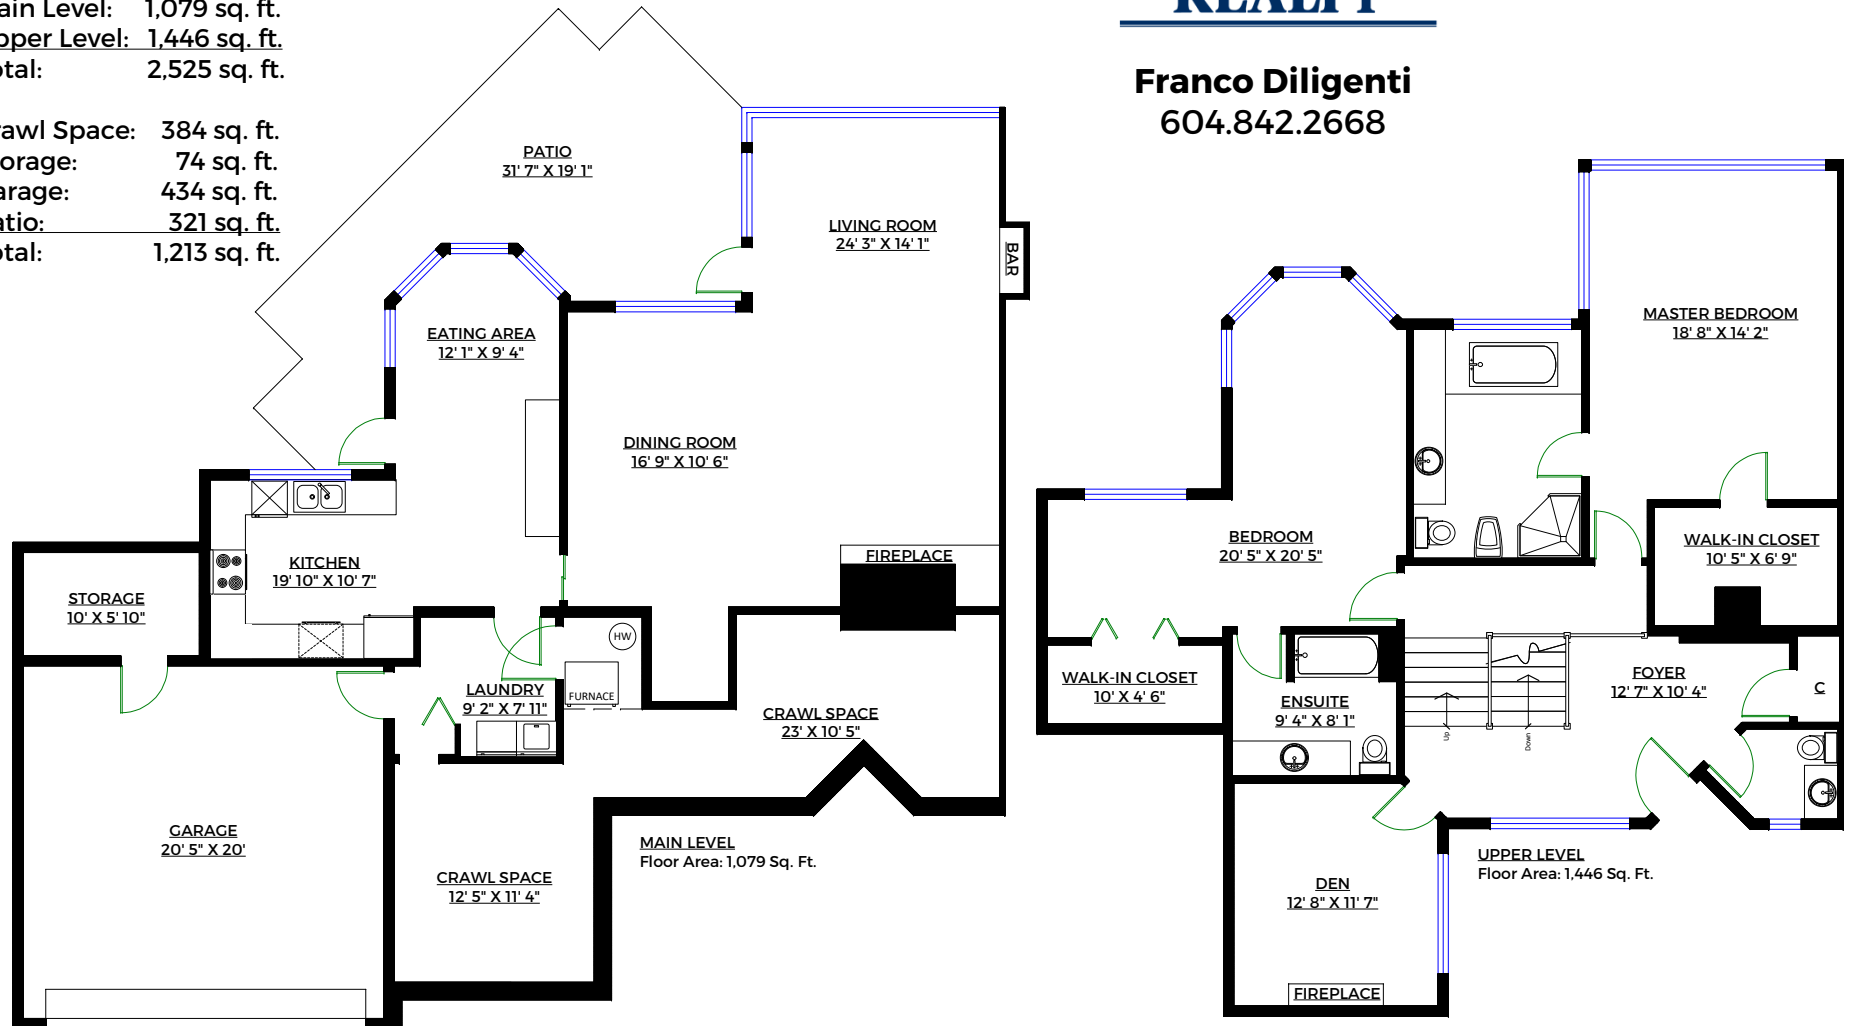 ain Level: 1,079 sq. ft.
pper Level: 1,446 sq. ft.
otal: 2,525 sq. ft.
rawl Space: 384 sq. ft.
torage: 74 sq. ft.
arage: 434 sq. ft.
atio: 321 sq. ft.
otal: 1,213 sq. ft.
REALTY
Franco Diligenti
604.842.2668
PATIO
31' 7" X 19' 1"
LIVING ROOM
24' 3" X 14' 1"
BAR
EATING AREA
12' 1" X 9' 4"
DINING ROOM
16' 9" X 10' 6"
KITCHEN
19' 10" X 10' 7"
FIREPLACE
STORAGE
10' X 5' 10"
HW
FURNACE
LAUNDRY
9' 2" X 7' 11"
CRAWL SPACE
23' X 10' 5"
GARAGE
20' 5" X 20'
CRAWL SPACE
12' 5" X 11' 4"
MAIN LEVEL
Floor Area: 1,079 Sq. Ft.
MASTER BEDROOM
18' 8" X 14' 2"
BEDROOM
20' 5" X 20' 5"
WALK-IN CLOSET
10' 5" X 6' 9"
WALK-IN CLOSET
10' X 4' 6"
ENSUITE
9' 4" X 8' 1"
Up
Down
FOYER
12' 7" X 10' 4"
C
DEN
12' 8" X 11' 7"
FIREPLACE
UPPER LEVEL
Floor Area: 1,446 Sq. Ft.